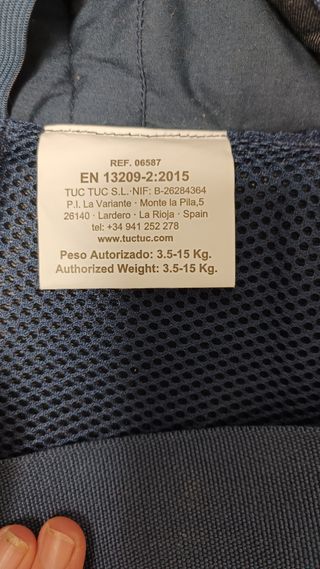 REF. 06587
EN 13209-2:2015
TUC TUC S.L.·NIF: B-26284364
P.I. La Variante · Monte la Pila,5
26140 · Lardero · La Rioja · Spain
tel: +34 941 252 278
www.tuctuc.com
Peso Autorizado: 3.5-15 Kg.
Authorized Weight: 3.5-15 Kg.